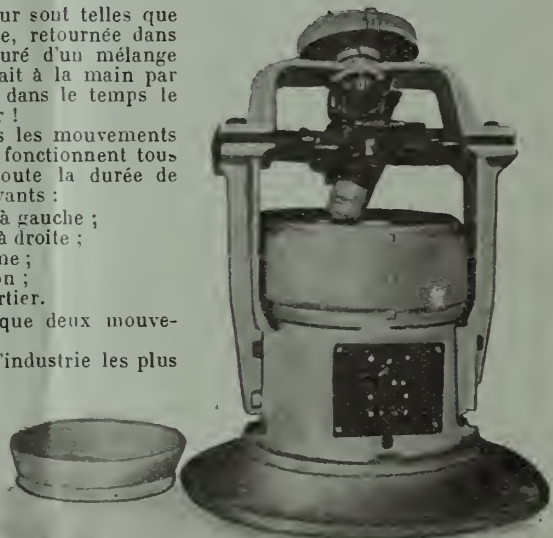 ur sont telles que
e, retournée dans
uré d'un mélange
ait à la main par
dans le temps le
r !
s les mouvements
fonctionnent tous
oute la durée de
vants :
à gauche ;
à droite ;
ne ;
on ;
rtier.
que deux mouve-
'industrie les plus